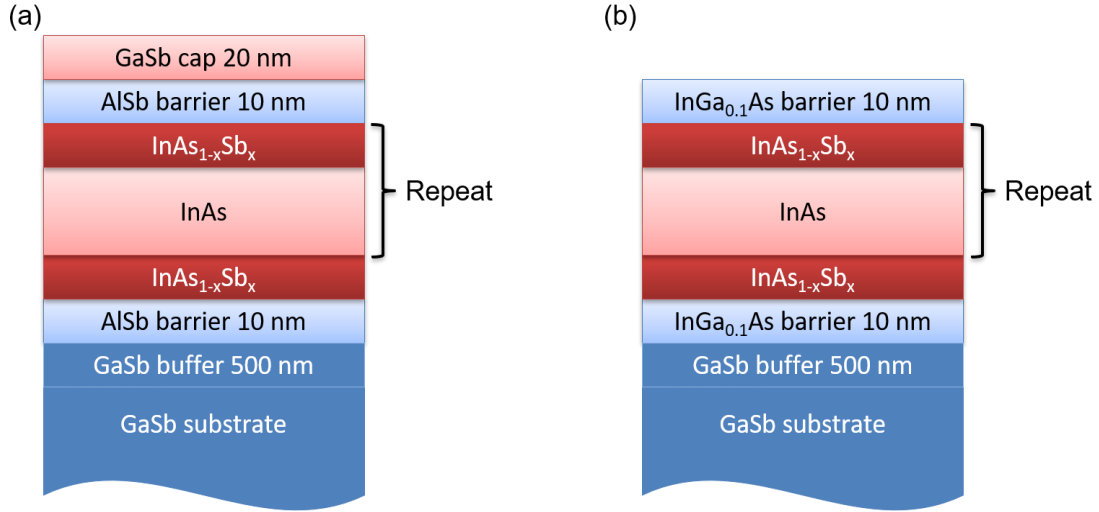 (a)
GaSb cap 20 nm
AlSb barrier 10 nm
InAs₁₋ₓSbₓ
InAs
Repeat
InAs₁₋ₓSbₓ
AlSb barrier 10 nm
GaSb buffer 500 nm
GaSb substrate
(b)
InGa₀.₁As barrier 10 nm
InAs₁₋ₓSbₓ
InAs
Repeat
InAs₁₋ₓSbₓ
InGa₀.₁As barrier 10 nm
GaSb buffer 500 nm
GaSb substrate